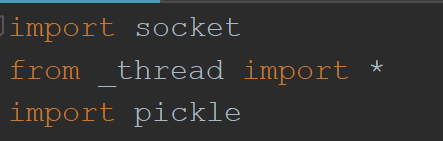 import socket
from _thread import *
import pickle